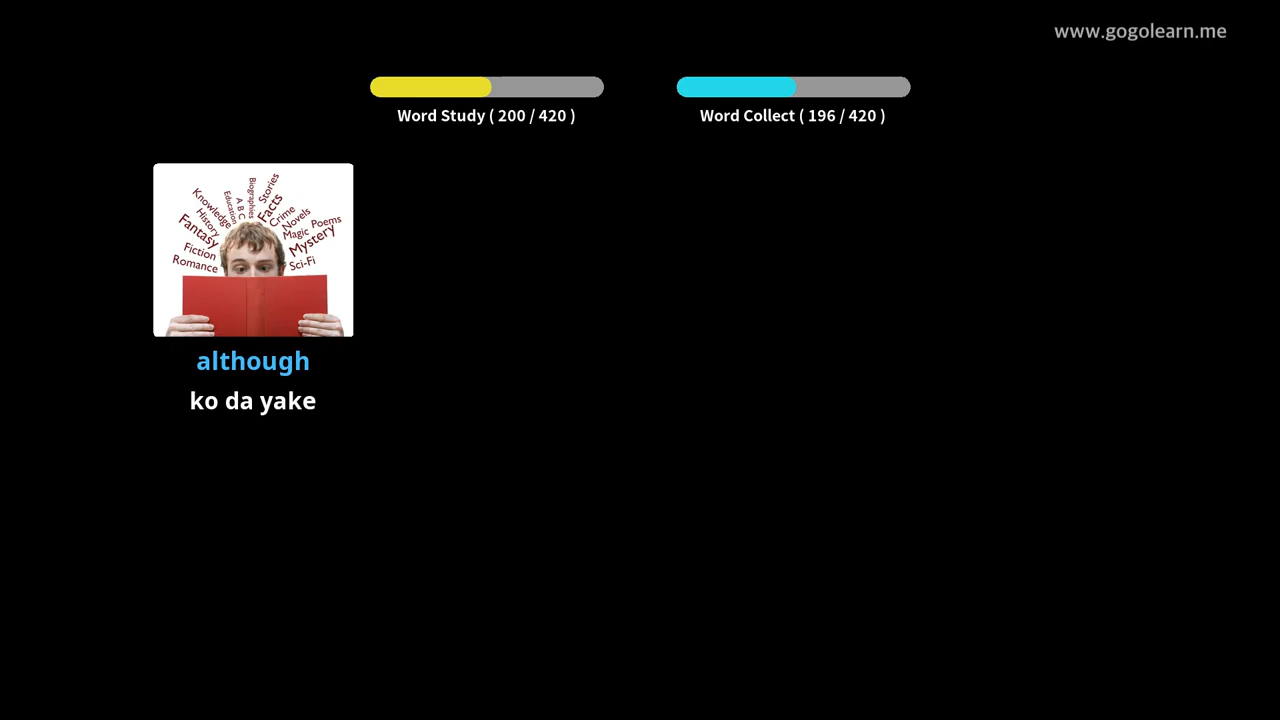 www.gogolearn.me
Word Study ( 200 / 420 )
Word Collect ( 196 / 420 )
Knowledge
History
Fantasy
Fiction
Romance
Education
A B C
Biographies
Stories
Facts
Crime
Novels
Magic
Poems
Mystery
Sci-Fi
although
ko da yake